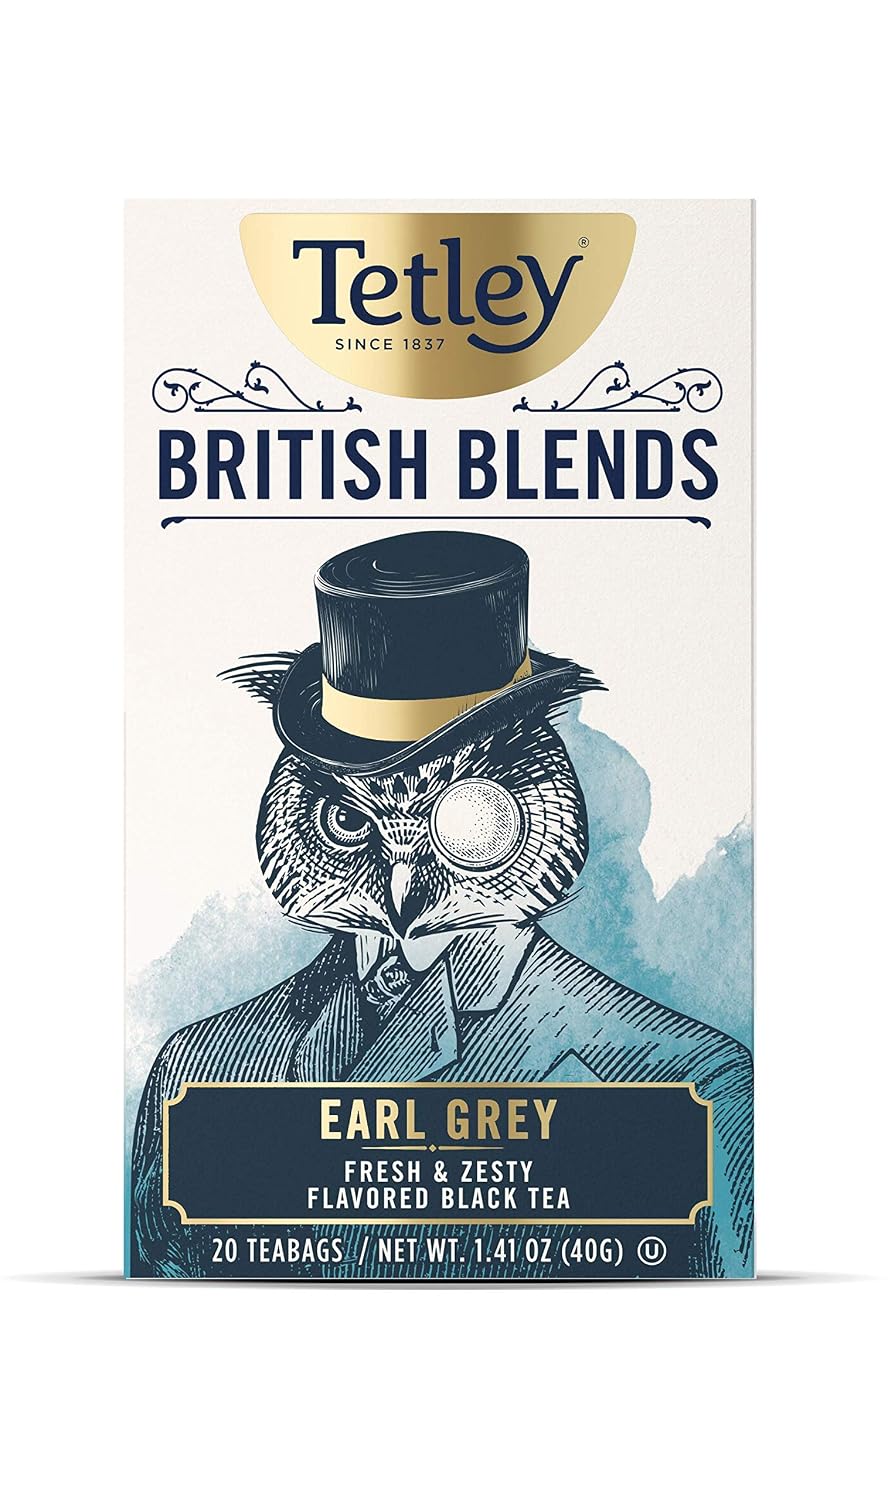 Tetley®
SINCE 1837
BRITISH BLENDS
EARL GREY
FRESH & ZESTY
FLAVORED BLACK TEA
20 TEABAGS / NET WT. 1.41 OZ (40G) U